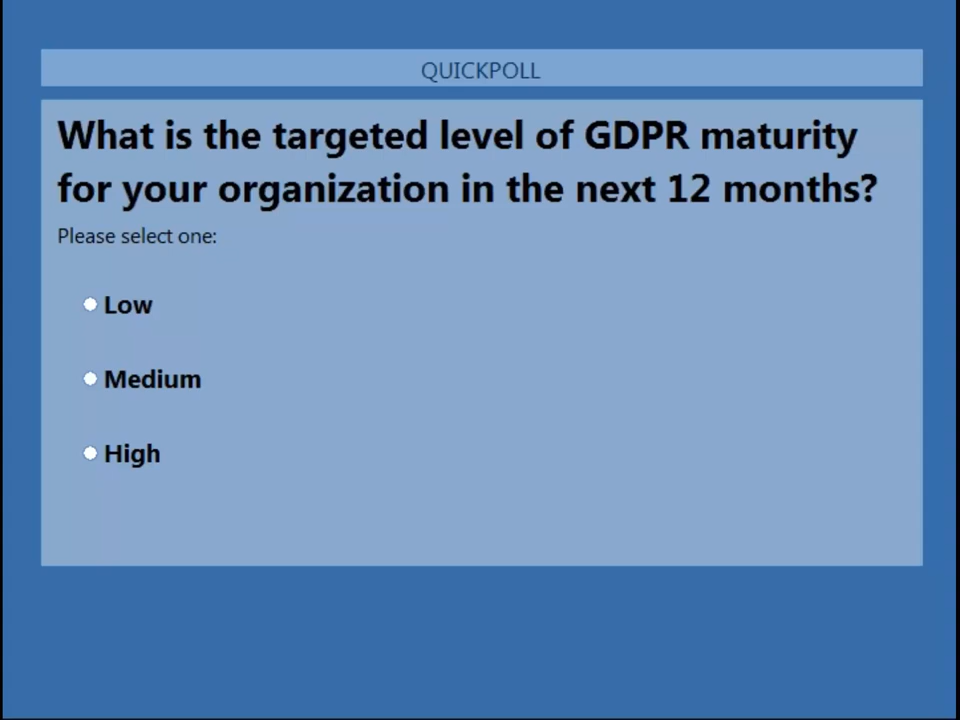 QUICKPOLL
What is the targeted level of GDPR maturity
for your organization in the next 12 months?
Please select one:
Low
Medium
High